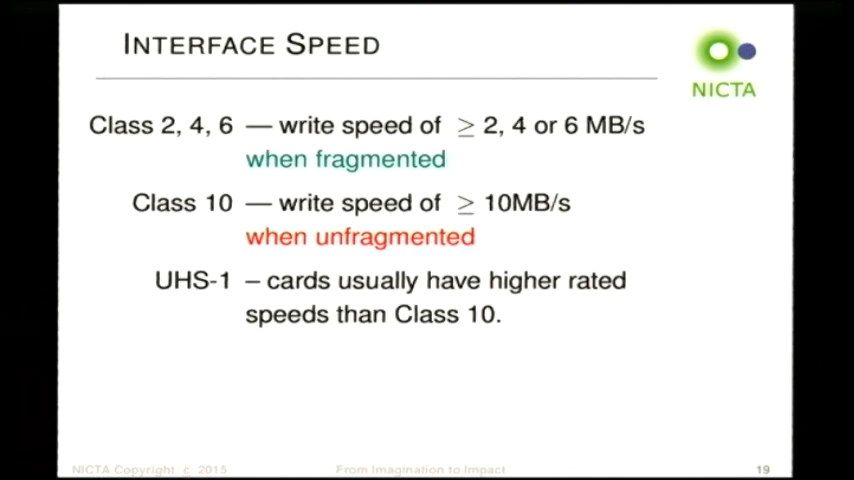 INTERFACE SPEED
NICTA
Class 2, 4, 6 — write speed of ≥ 2, 4 or 6 MB/s
when fragmented
Class 10 — write speed of ≥ 10MB/s
when unfragmented
UHS-1 – cards usually have higher rated
speeds than Class 10.
NICTA Copyright c 2015 From Imagination to Impact 19